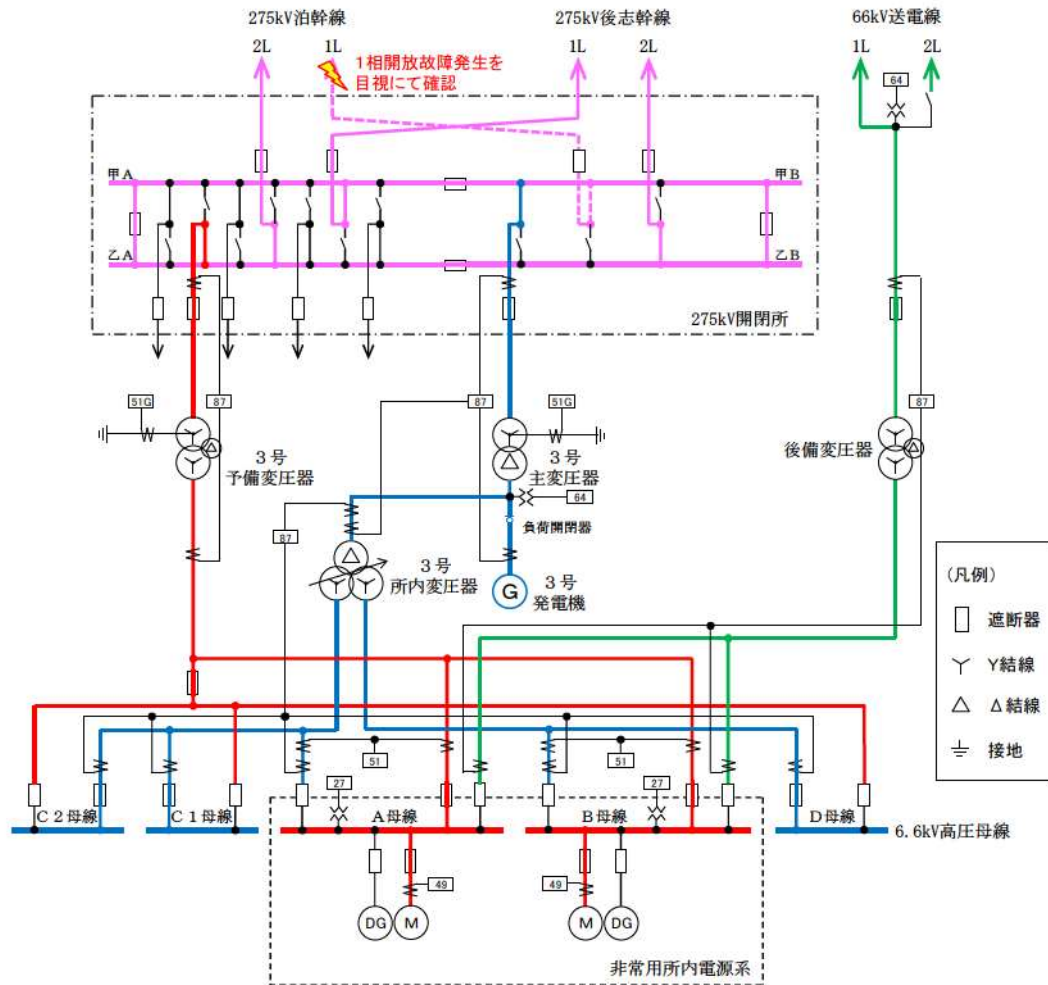 275kV泊幹線
275kV後志幹線
66kV送電線
2L
1L
1L
2L
1L
2L
1相開放故障発生を
目視にて確認
64
甲A
甲B
乙A
乙B
275kV開閉所
51G
87
87
51G
87
3号
予備変圧器
3号
主変圧器
後備変圧器
64
負荷開閉器
87
3号
所内変圧器
G
3号
発電機
(凡例)
遮断器
Y結線
Δ結線
接地
51
51
27
27
C2母線
C1母線
A母線
B母線
D母線
6.6kV高圧母線
49
49
DG
M
M
DG
非常用所内電源系